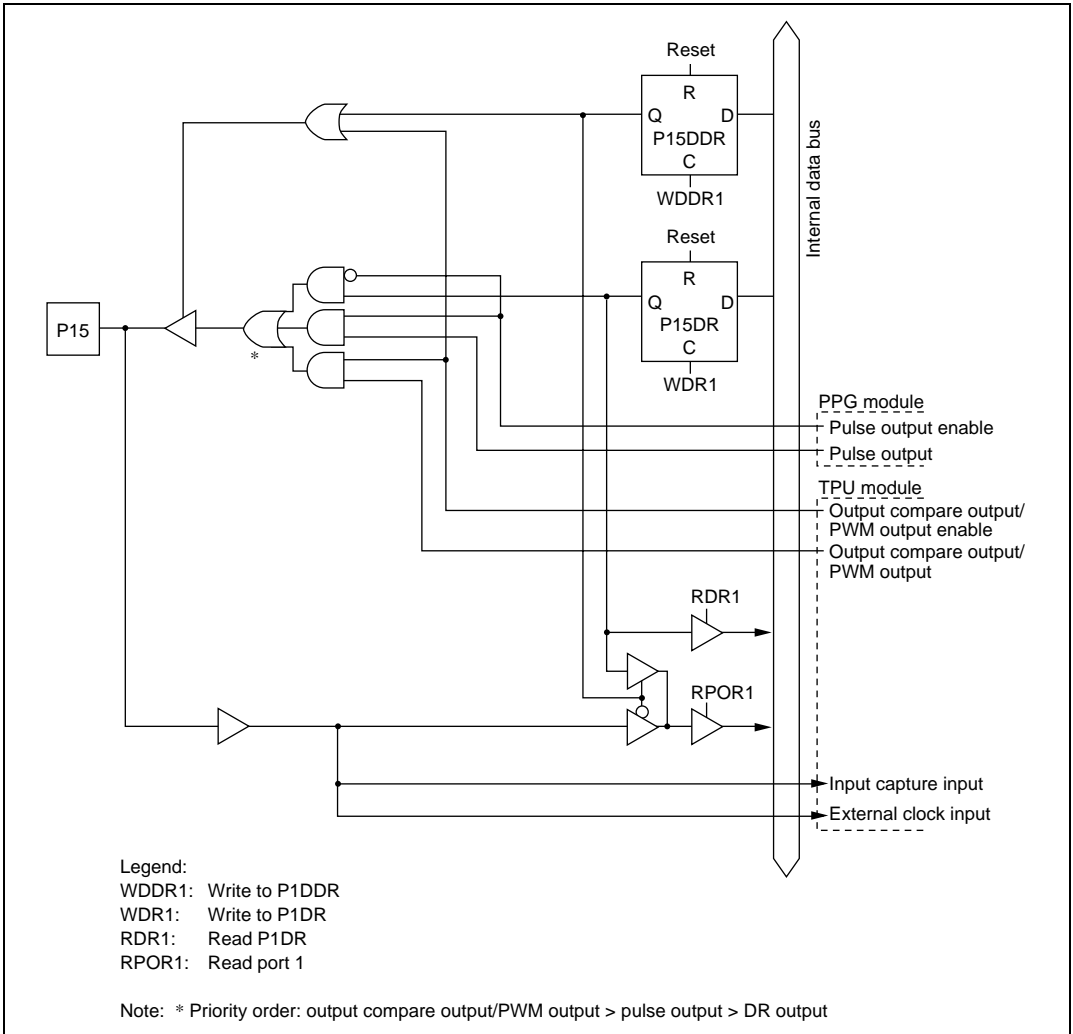 Reset
R
Q D
P15DDR
C
WDDR1
Internal data bus
Reset
R
Q D
P15DR
C
WDR1
P15
*
PPG module
Pulse output enable
Pulse output
TPU module
Output compare output/
PWM output enable
Output compare output/
PWM output
RDR1
RPOR1
Input capture input
External clock input
Legend:
WDDR1: Write to P1DDR
WDR1: Write to P1DR
RDR1: Read P1DR
RPOR1: Read port 1
Note: * Priority order: output compare output/PWM output > pulse output > DR output